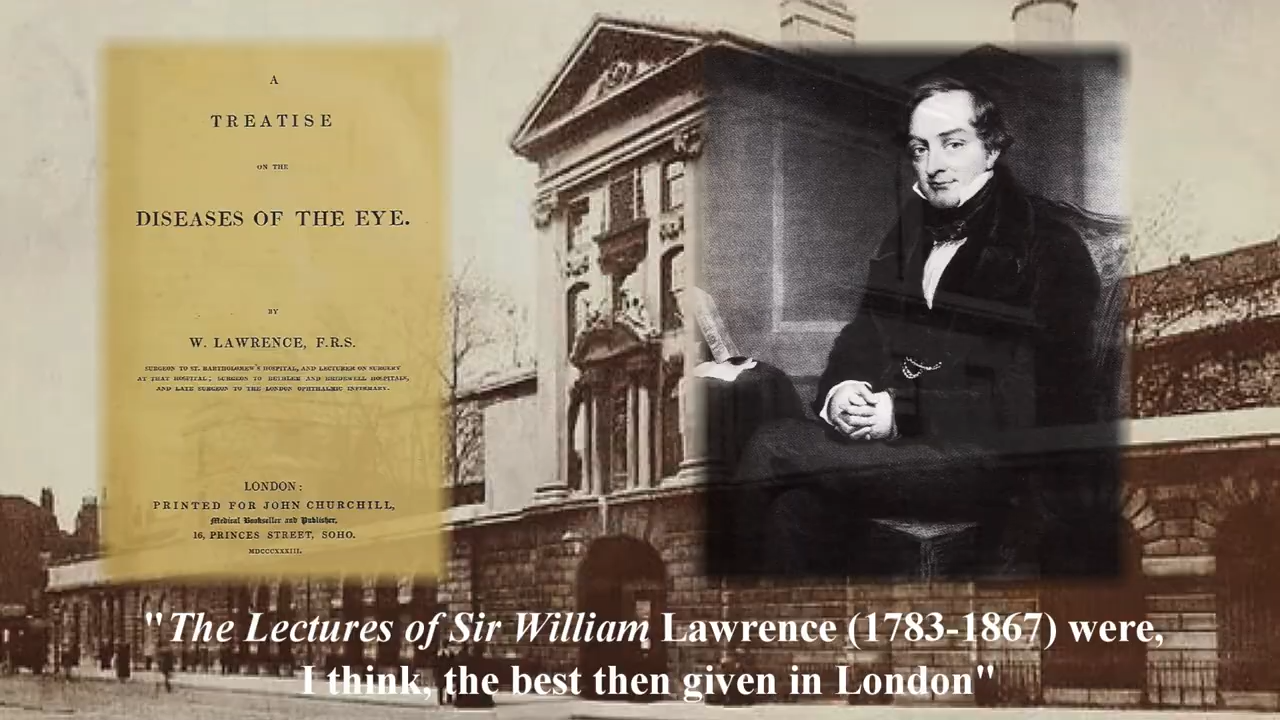 A
TREATISE
ON THE
DISEASES OF THE EYE.
BY
W. LAWRENCE, F.R.S.
SURGEON TO ST. BARTHOLOMEW'S HOSPITAL, AND LECTURER ON SURGERY
AT THAT HOSPITAL; SURGEON TO BETHLEM AND BRIDEWELL HOSPITALS,
AND LATE SURGEON TO THE LONDON OPHTHALMIC INFIRMARY.
LONDON:
PRINTED FOR JOHN CHURCHILL,
Medical Bookseller and Publisher,
16, PRINCES STREET, SOHO.
MDCCCXXXIII.
"The Lectures of Sir William Lawrence (1783-1867) were,
I think, the best then given in London"